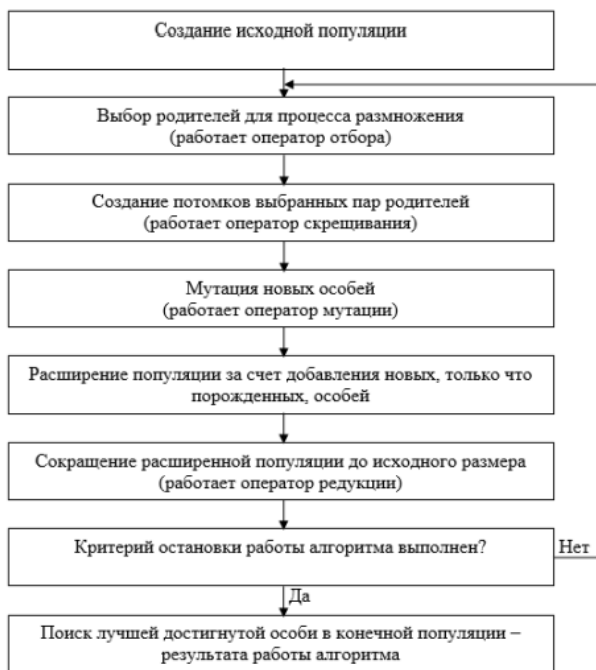 Создание исходной популяции
Выбор родителей для процесса размножения
(работает оператор отбора)
Создание потомков выбранных пар родителей
(работает оператор скрещивания)
Мутация новых особей
(работает оператор мутации)
Расширение популяции за счет добавления новых, только что
порожденных, особей
Сокращение расширенной популяции до исходного размера
(работает оператор редукции)
Критерий остановки работы алгоритма выполнен?
Нет
Да
Поиск лучшей достигнутой особи в конечной популяции –
результата работы алгоритма